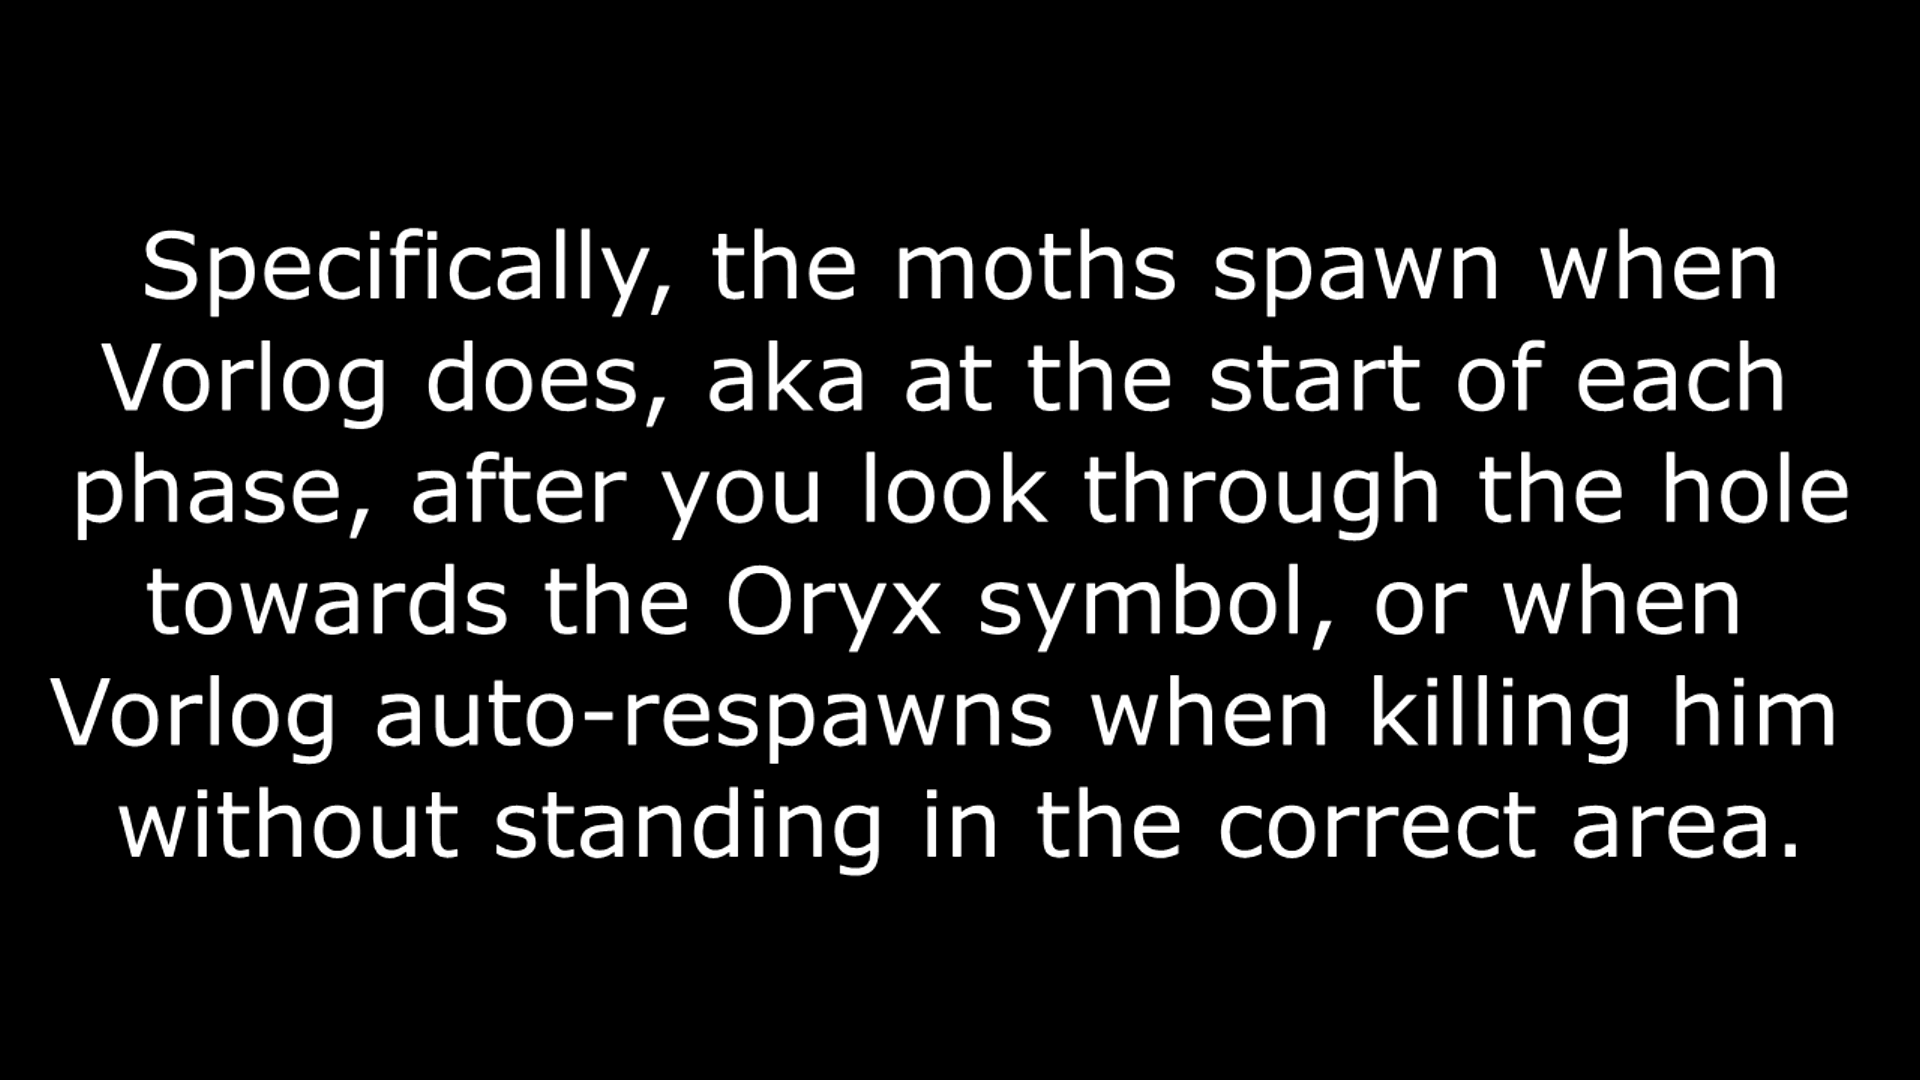 Specifically, the moths spawn when
Vorlog does, aka at the start of each
phase, after you look through the hole
towards the Oryx symbol, or when
Vorlog auto-respawns when killing him
without standing in the correct area.